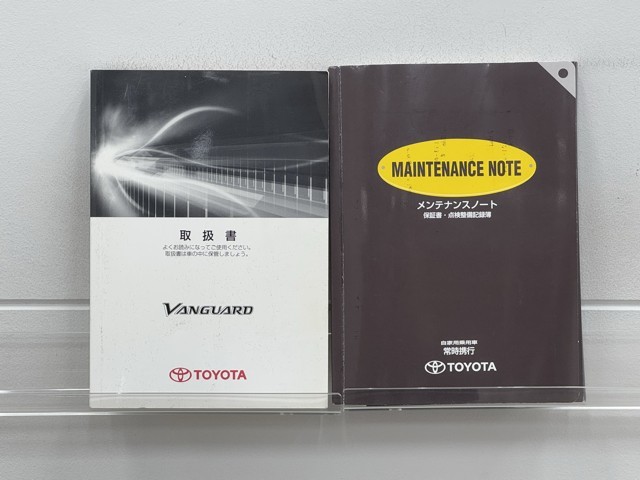 取扱書
よくお読みになってご使用ください。
取扱書は車の中に保管しましょう。
VANGUARD
TOYOTA
MAINTENANCE NOTE
メンテナンスノート
保証書・点検整備記録簿
自家用乗用車
常時携行
TOYOTA